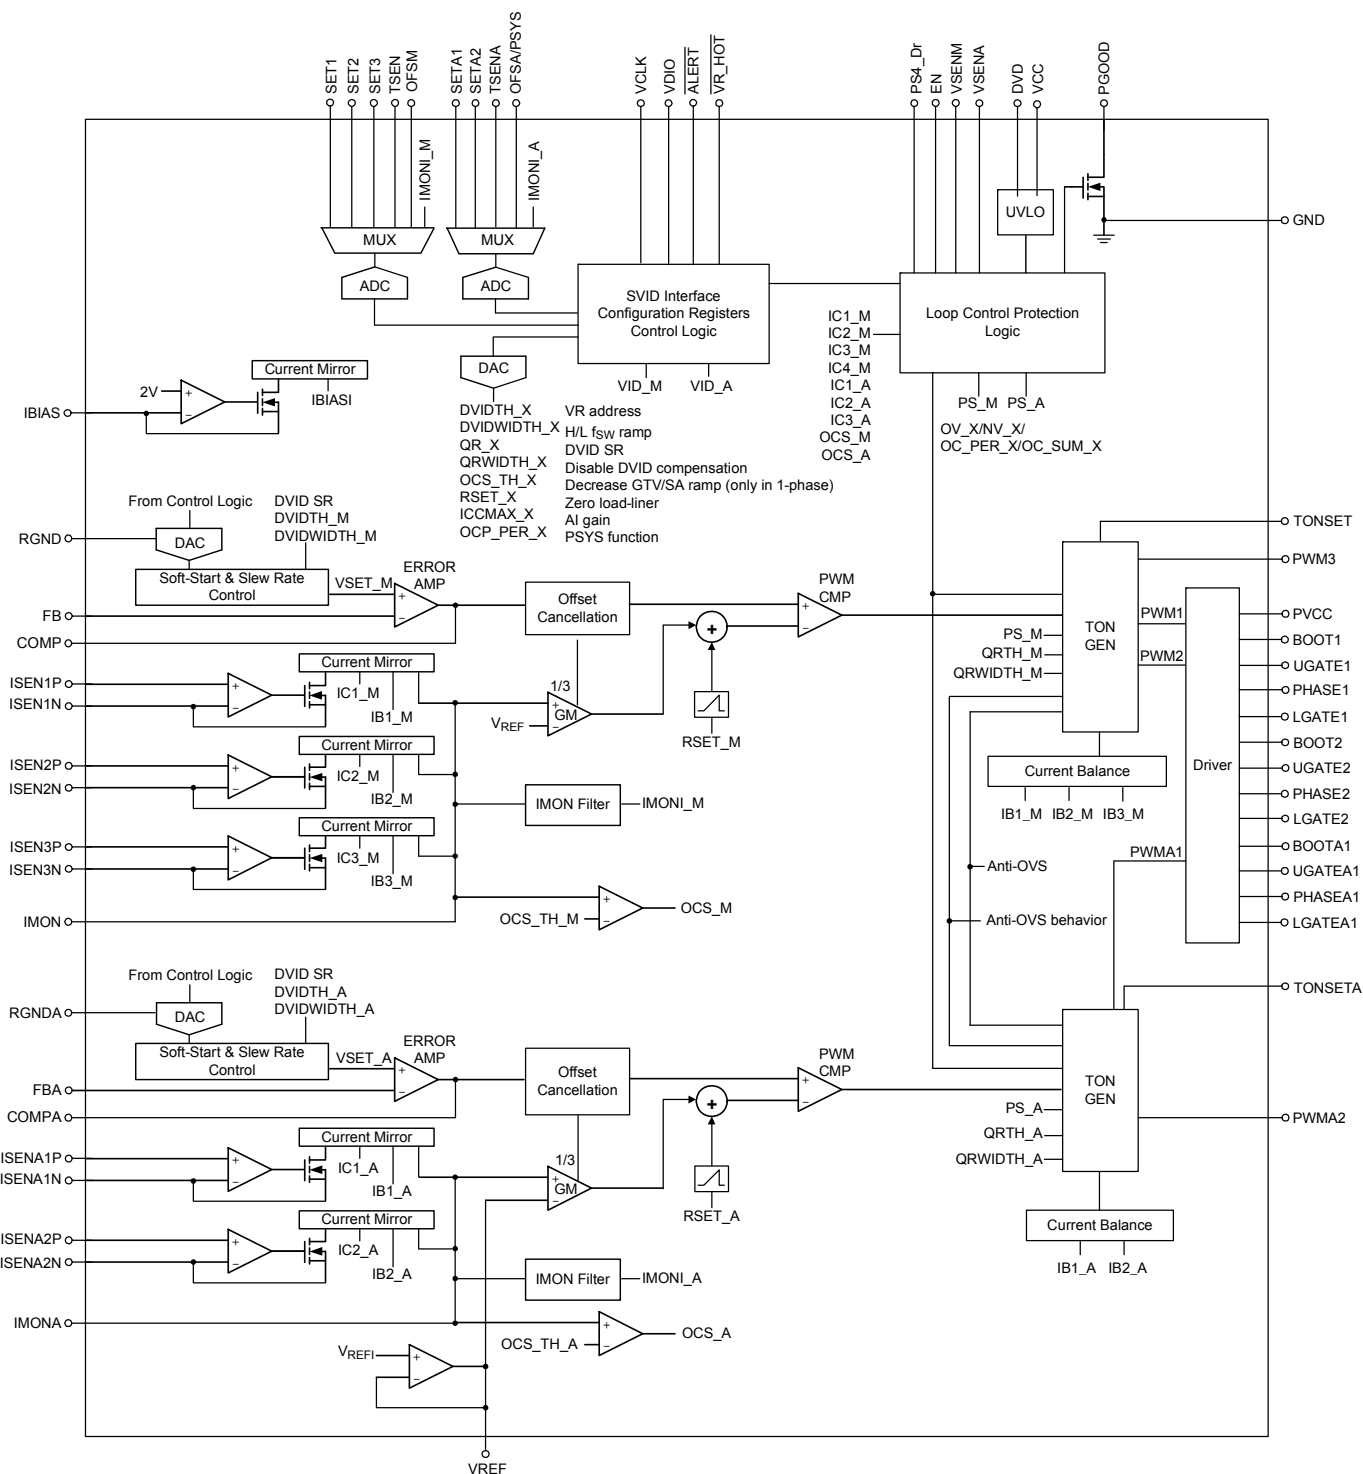 SET1
SET2
SET3
TSEN
OFSM
SETA1
SETA2
TSENA
OFSA/PSYS
VCLK
VDIO
ALERT
VR_HOT
PS4_Dr
EN
VSENM
VSENA
DVD
VCC
PGOOD
IMONI_M
IMONI_A
MUX
MUX
ADC
ADC
UVLO
GND
SVID Interface
Configuration Registers
Control Logic
Loop Control Protection
Logic
IC1_M
IC2_M
IC3_M
IC4_M
IC1_A
IC2_A
IC3_A
OCS_M
OCS_A
DAC
VID_M
VID_A
PS_M
PS_A
OV_X/NV_X/
OC_PER_X/OC_SUM_X
Current Mirror
2V
+
−
IBIASI
IBIAS
DVIDTH_X
DVIDWIDTH_X
QR_X
QRWIDTH_X
OCS_TH_X
RSET_X
ICCMAX_X
OCP_PER_X
VR address
H/L fSW ramp
DVID SR
Disable DVID compensation
Decrease GTV/SA ramp (only in 1-phase)
Zero load-liner
AI gain
PSYS function
From Control Logic
DVID SR
DVIDTH_M
DVIDWIDTH_M
RGND
DAC
Soft-Start & Slew Rate
Control
VSET_M
ERROR
AMP
+
−
FB
COMP
Offset
Cancellation
PWM
CMP
+
−
+
TONSET
PWM3
TON
GEN
PWM1
PWM2
PS_M
QRTH_M
QRWIDTH_M
Driver
PVCC
BOOT1
UGATE1
PHASE1
LGATE1
BOOT2
UGATE2
PHASE2
LGATE2
BOOTA1
UGATEA1
PHASEA1
LGATEA1
ISEN1P
ISEN1N
+
−
Current Mirror
IC1_M
IB1_M
1/3
+
GM
−
VREF
RSET_M
ISEN2P
ISEN2N
+
−
Current Mirror
IC2_M
IB2_M
IMON Filter
IMONI_M
Current Balance
IB1_M
IB2_M
IB3_M
ISEN3P
ISEN3N
+
−
Current Mirror
IC3_M
IB3_M
PWMA1
Anti-OVS
Anti-OVS behavior
IMON
OCS_TH_M
+
−
OCS_M
From Control Logic
DVID SR
DVIDTH_A
DVIDWIDTH_A
RGNDA
DAC
Soft-Start & Slew Rate
Control
VSET_A
ERROR
AMP
+
−
FBA
COMPA
Offset
Cancellation
PWM
CMP
+
−
+
TONSETA
TON
GEN
PS_A
QRTH_A
QRWIDTH_A
PWMA2
ISENA1P
ISENA1N
+
−
Current Mirror
IC1_A
IB1_A
1/3
+
GM
−
RSET_A
ISENA2P
ISENA2N
+
−
Current Mirror
IC2_A
IB2_A
IMON Filter
IMONI_A
Current Balance
IB1_A
IB2_A
IMONA
OCS_TH_A
+
−
OCS_A
VREFI
+
−
VREF